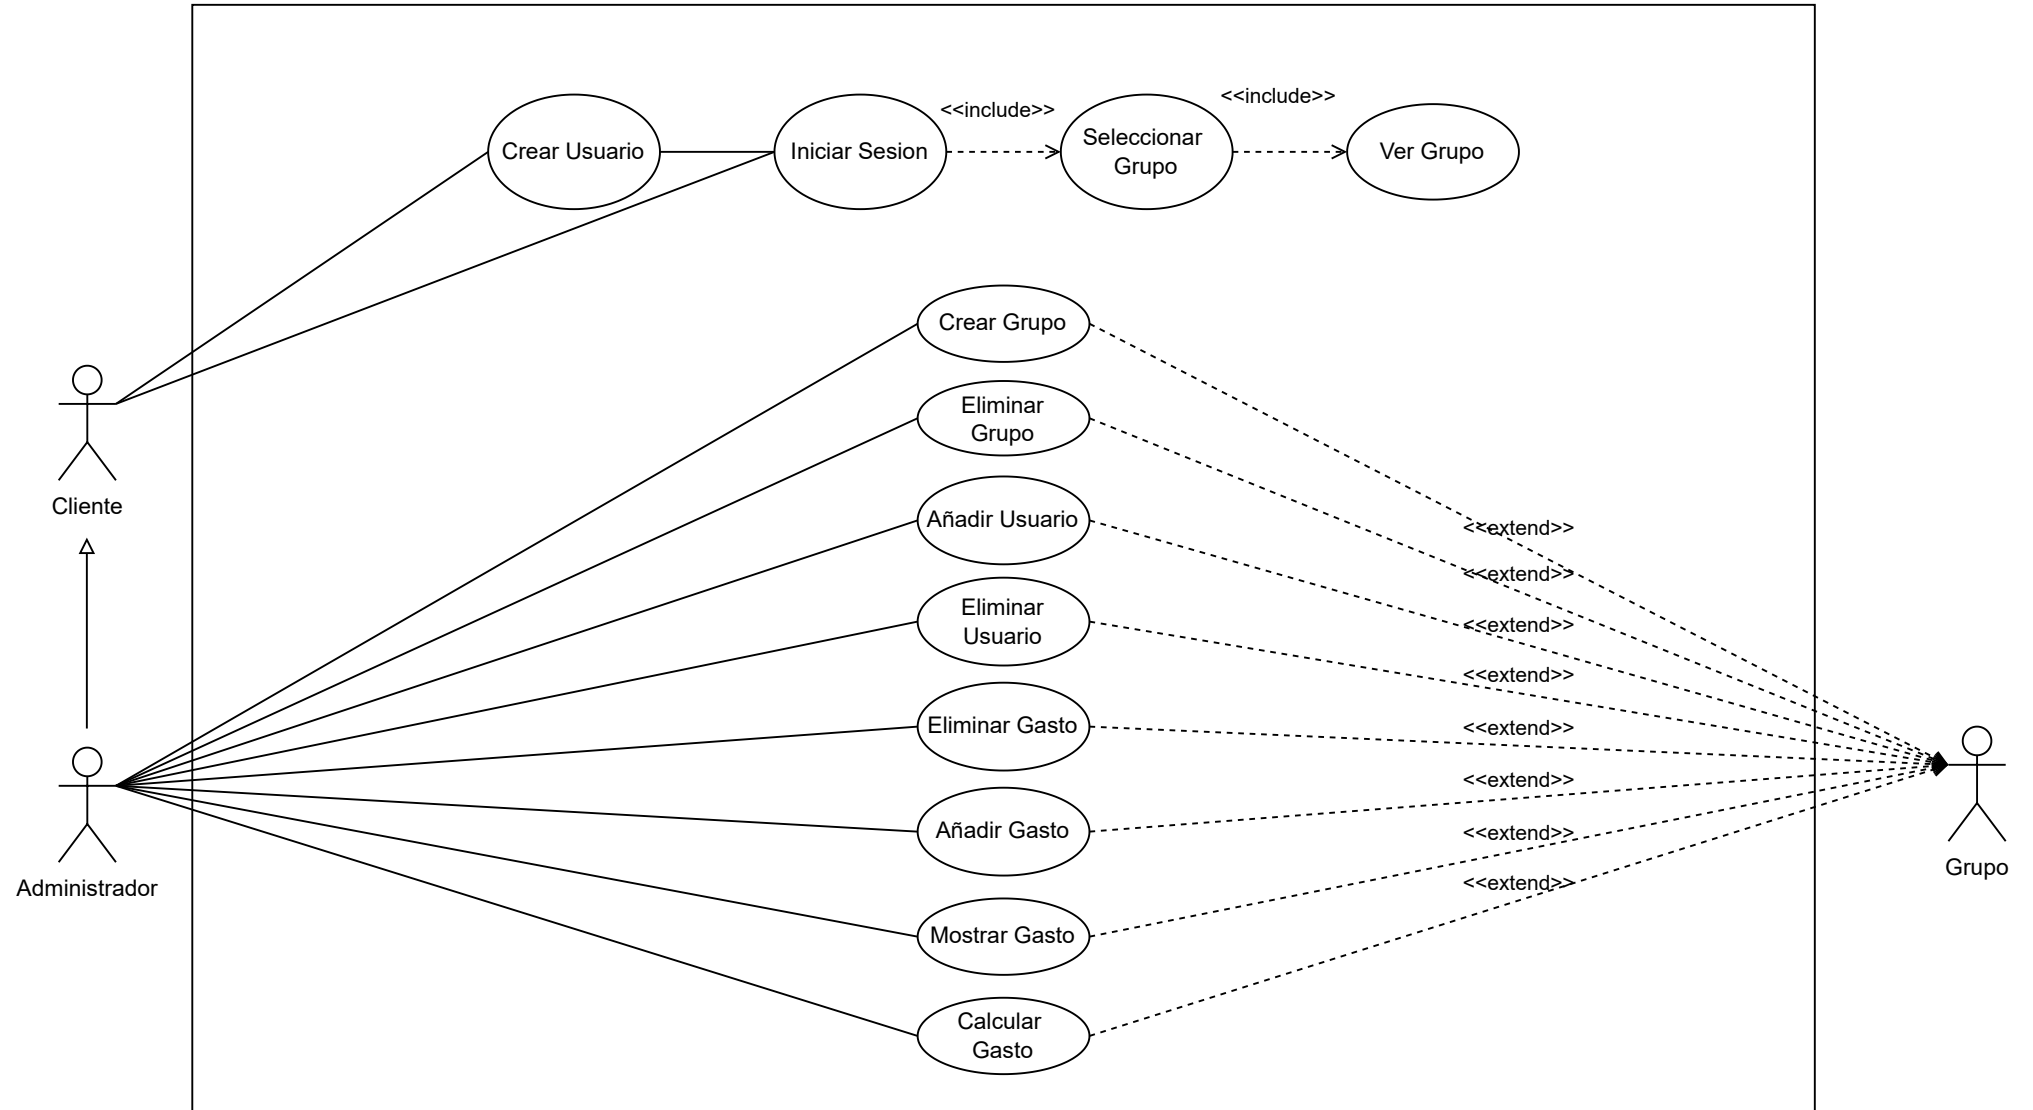 <<include>>
<<include>>
Crear Usuario
Iniciar Sesion
Seleccionar
Grupo
Ver Grupo
Crear Grupo
Eliminar
Grupo
Cliente
Añadir Usuario
<<extend>>
<<extend>>
Eliminar
Usuario
<<extend>>
<<extend>>
Eliminar Gasto
<<extend>>
<<extend>>
Añadir Gasto
<<extend>>
Administrador
Grupo
<<extend>>
Mostrar Gasto
Calcular
Gasto